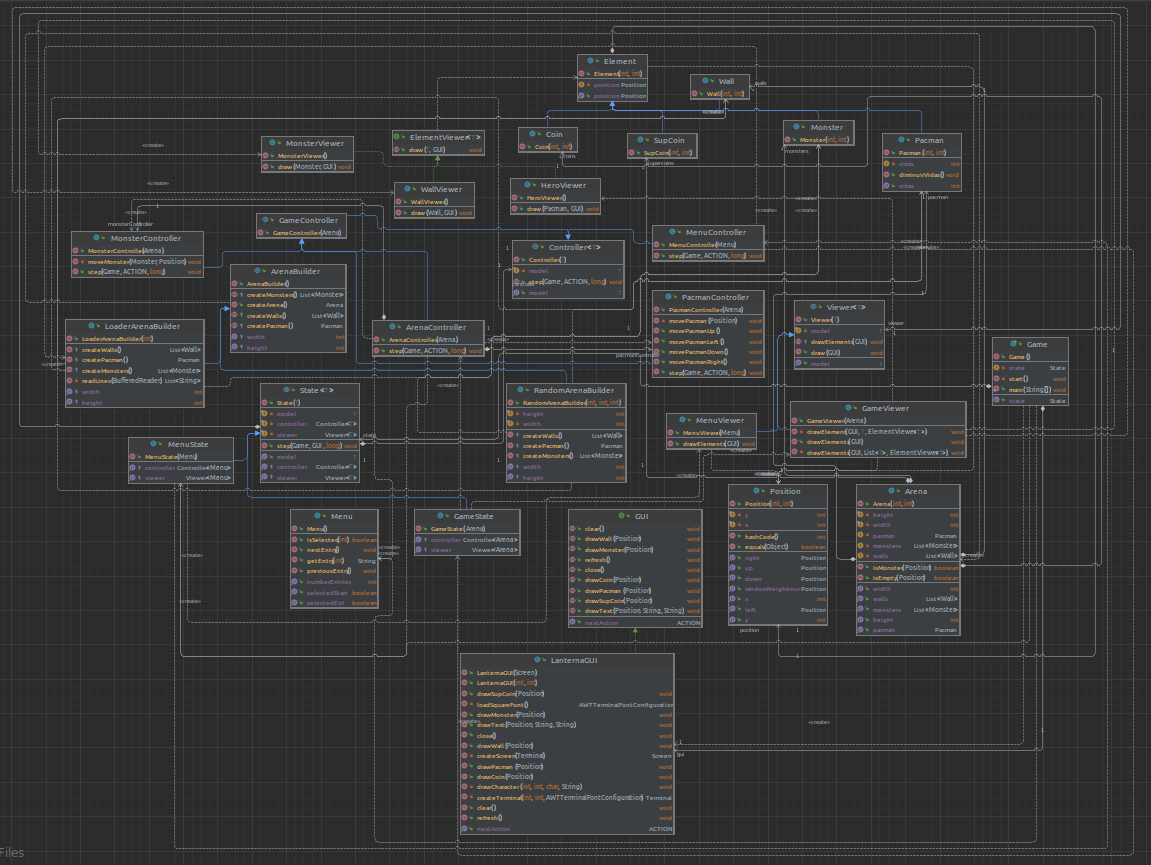 Element
Element(int, int)
position Position
position Position
Wall
Wall(int, int)
walls
«create»
MonsterViewer
MonsterViewer()
draw(Monster, GUI) void
ElementViewer<T>
draw(T, GUI) void
Coin
Coin(int, int)
coins
SupCoin
SupCoin(int, int)
supcoins
Monster
Monster(int, int)
monsters
Pacman
Pacman(int, int)
vidas int
diminuirVidas() void
vidas int
pacman
«create»
«create»
WallViewer
WallViewer()
draw(Wall, GUI) void
HeroViewer
HeroViewer()
draw(Pacman, GUI) void
«create»
«create»
«create»
monsterController
MonsterController
MonsterController(Arena)
moveMonster(Monster, Position) void
step(Game, ACTION, long) void
GameController
GameController(Arena)
Controller<T>
Controller(T)
model T
step(Game, ACTION, long) void
model T
MenuController
MenuController(Menu)
step(Game, ACTION, long) void
ArenaBuilder
ArenaBuilder()
createMonsters() List<Monster>
createArena() Arena
createWalls() List<Wall>
createPacman() Pacman
width int
height int
LoaderArenaBuilder
LoaderArenaBuilder(int)
createWalls() List<Wall>
createPacman() Pacman
createMonsters() List<Monster>
readLines(BufferedReader) List<String>
width int
height int
ArenaController
ArenaController(Arena)
step(Game, ACTION, long) void
PacmanController
PacmanController(Arena)
movePacman(Position) void
movePacmanUp() void
movePacmanLeft() void
movePacmanDown() void
movePacmanRight() void
step(Game, ACTION, long) void
Viewer<T>
Viewer(T)
model T
drawElements(GUI) void
draw(GUI) void
model T
viewer
Game
Game()
state State
start() void
main(String[]) void
state State
State<T>
State(T)
model T
controller Controller<T>
viewer Viewer<T>
step(Game, GUI, long) void
model T
controller Controller<T>
viewer Viewer<T>
state
RandomArenaBuilder
RandomArenaBuilder(int, int, int)
height int
width int
createWalls() List<Wall>
createPacman() Pacman
createMonsters() List<Monster>
width int
height int
MenuViewer
MenuViewer(Menu)
drawElements(GUI) void
GameViewer
GameViewer(Arena)
drawElement(GUI, T, ElementViewer<T>) void
drawElements(GUI) void
drawElements(GUI, List<T>, ElementViewer<T>) void
MenuState
MenuState(Menu)
controller Controller<Menu>
viewer Viewer<Menu>
Menu
Menu()
isSelected(int) boolean
nextEntry() void
getEntry(int) String
previousEntry() void
numberEntries int
selectedStart boolean
selectedExit boolean
GameState
GameState(Arena)
controller Controller<Arena>
viewer Viewer<Arena>
GUI
clear() void
drawWall(Position) void
drawMonster(Position) void
refresh() void
close() void
drawCoin(Position) void
drawPacman(Position) void
drawSupCoin(Position) void
drawText(Position, String, String) void
nextAction ACTION
Position
Position(int, int)
y int
x int
hashCode() int
equals(Object) boolean
right Position
up Position
down Position
randomNeighbour Position
x int
left Position
y int
position
Arena
Arena(int, int)
height int
width int
pacman Pacman
monsters List<Monster>
walls List<Wall>
isMonster(Position) boolean
isEmpty(Position) boolean
width int
walls List<Wall>
monsters List<Monster>
height int
pacman Pacman
«create»
«create»
LanternaGUI
LanternaGUI(Screen)
LanternaGUI(int, int)
drawSupCoin(Position) void
loadSquareFont() AWTTerminalFontConfiguration
drawMonster(Position) void
drawText(Position, String, String) void
close() void
drawWall(Position) void
createScreen(Terminal) Screen
drawPacman(Position) void
drawCoin(Position) void
drawCharacter(int, int, char, String) void
createTerminal(int, int, AWTTerminalFontConfiguration) Terminal
clear() void
refresh() void
nextAction ACTION
gui
«create»
Files